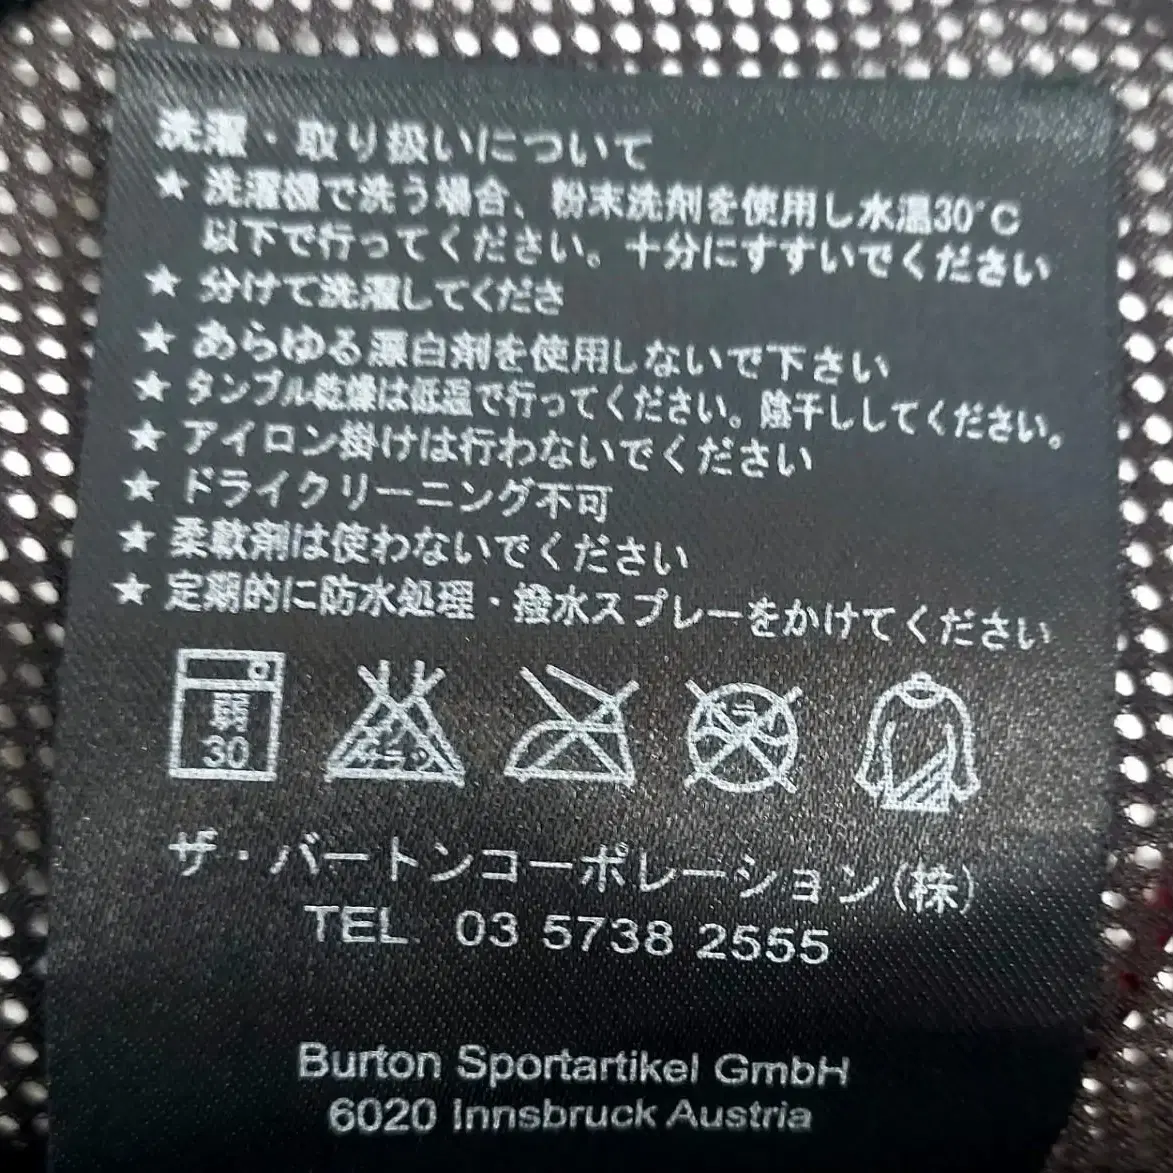 洗濯・取り扱いについて
★ 洗濯機で洗う場合、粉末洗剤を使用し水温30°C
以下で行ってください。十分にすすいでください
★ 分けて洗濯してくださ
★ あらゆる漂白剤を使用しないで下さい
★ タンブル乾燥は低温で行ってください。陰干ししてください。
★ アイロン掛けは行わないでください
★ ドライクリーニング不可
★ 柔軟剤は使わないでください
★ 定期的に防水処理・撥水スプレーをかけてください
弱
30
ザ・バートンコーポレーション(株)
TEL 03 5738 2555
Burton Sportartikel GmbH
6020 Innsbruck Austria